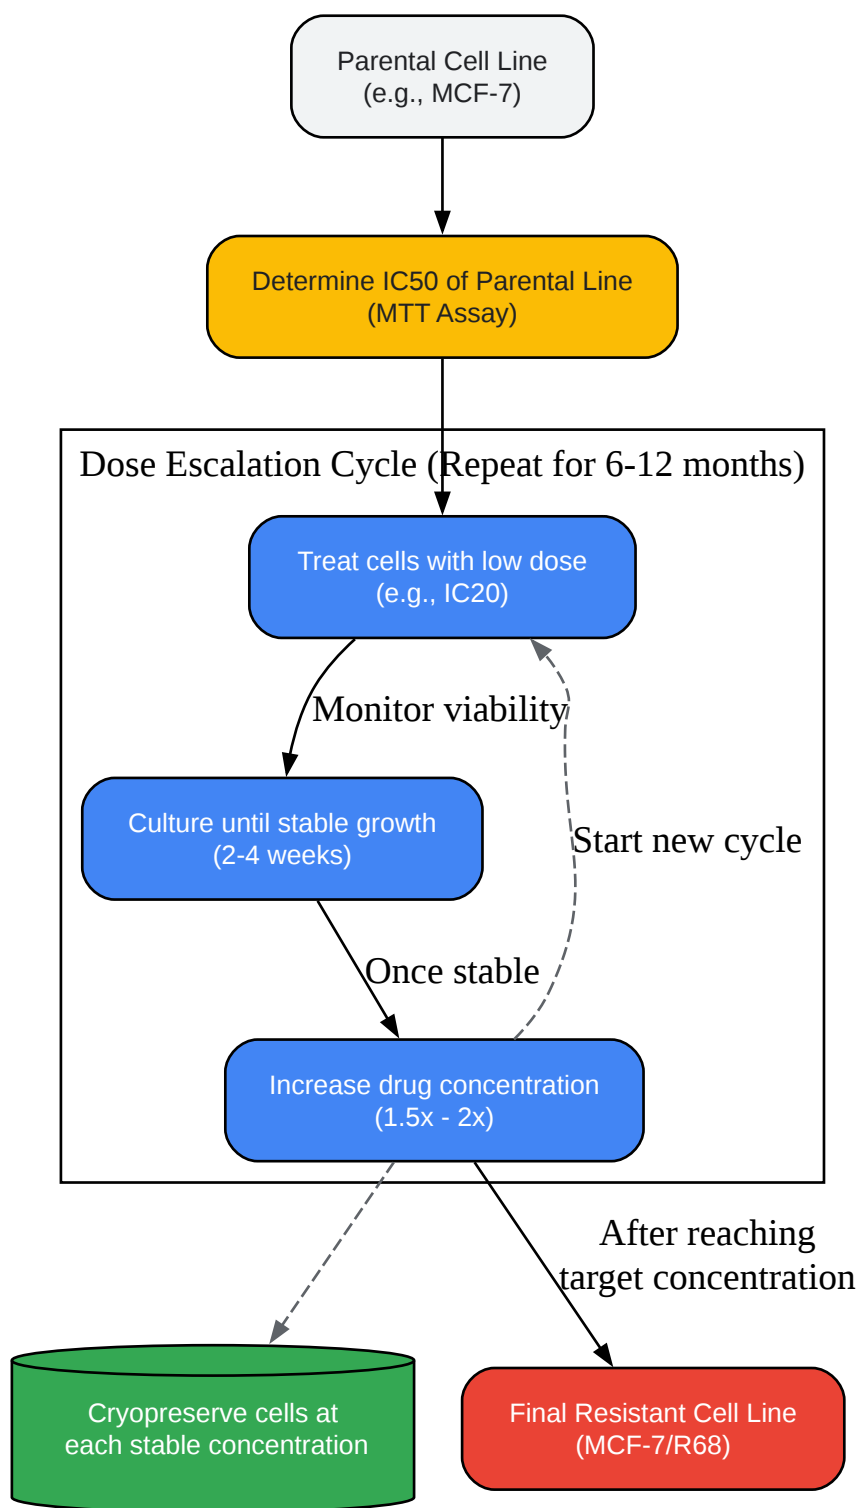 Parental Cell Line
(e.g., MCF-7)
Determine IC50 of Parental Line
(MTT Assay)
Dose Escalation Cycle (Repeat for 6-12 months)
Treat cells with low dose
(e.g., IC20)
Monitor viability
Culture until stable growth
(2-4 weeks)
Start new cycle
Once stable
Increase drug concentration
(1.5x - 2x)
After reaching
target concentration
Cryopreserve cells at
each stable concentration
Final Resistant Cell Line
(MCF-7/R68)